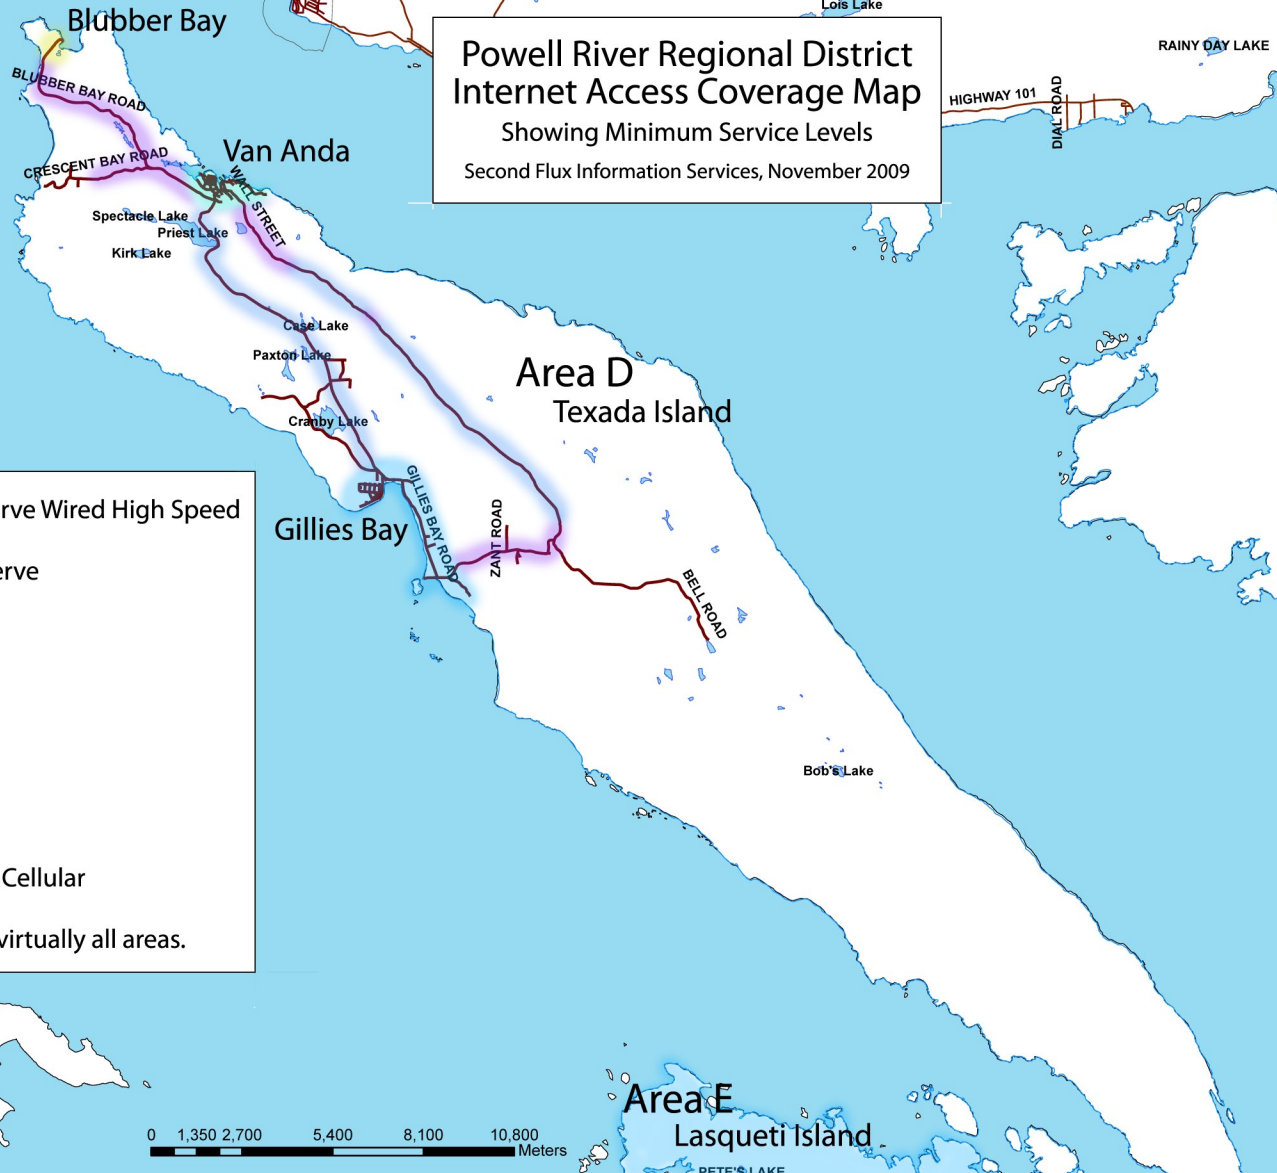 Blubber Bay
Lois Lake
RAINY DAY LAKE
Powell River Regional District
Internet Access Coverage Map
Showing Minimum Service Levels
Second Flux Information Services, November 2009
HIGHWAY 101
DIAL ROAD
BLUBBER BAY ROAD
Van Anda
CRESCENT BAY ROAD
WALL STREET
Spectacle Lake
Priest Lake
Kirk Lake
Case Lake
Paxton Lake
Area D
Texada Island
Cranby Lake
GILLIES BAY ROAD
Gillies Bay
ZANT ROAD
BELL ROAD
rve Wired High Speed
erve
Bob's Lake
Cellular
virtually all areas.
Area E
Lasqueti Island
PETE'S LAKE
0 1,350 2,700 5,400 8,100 10,800
Meters